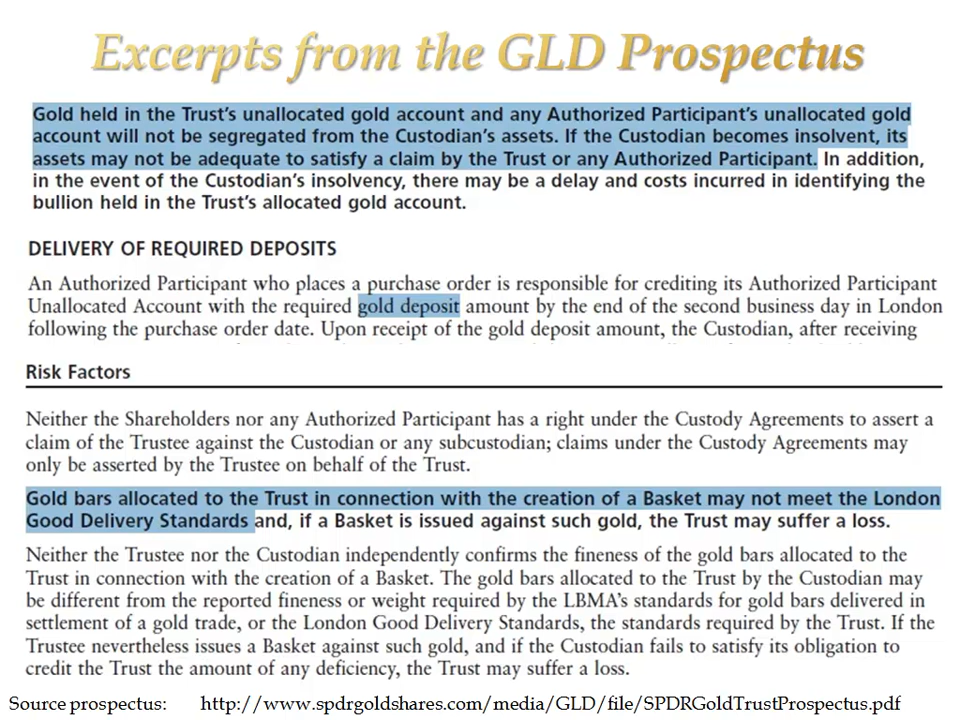 Excerpts from the GLD Prospectus
Gold held in the Trust's unallocated gold account and any Authorized Participant's unallocated gold
account will not be segregated from the Custodian's assets. If the Custodian becomes insolvent, its
assets may not be adequate to satisfy a claim by the Trust or any Authorized Participant. In addition,
in the event of the Custodian's insolvency, there may be a delay and costs incurred in identifying the
bullion held in the Trust's allocated gold account.
DELIVERY OF REQUIRED DEPOSITS
An Authorized Participant who places a purchase order is responsible for crediting its Authorized Participant
Unallocated Account with the required gold deposit amount by the end of the second business day in London
following the purchase order date. Upon receipt of the gold deposit amount, the Custodian, after receiving
Risk Factors
Neither the Shareholders nor any Authorized Participant has a right under the Custody Agreements to assert a
claim of the Trustee against the Custodian or any subcustodian; claims under the Custody Agreements may
only be asserted by the Trustee on behalf of the Trust.
Gold bars allocated to the Trust in connection with the creation of a Basket may not meet the London
Good Delivery Standards and, if a Basket is issued against such gold, the Trust may suffer a loss.
Neither the Trustee nor the Custodian independently confirms the fineness of the gold bars allocated to the
Trust in connection with the creation of a Basket. The gold bars allocated to the Trust by the Custodian may
be different from the reported fineness or weight required by the LBMA's standards for gold bars delivered in
settlement of a gold trade, or the London Good Delivery Standards, the standards required by the Trust. If the
Trustee nevertheless issues a Basket against such gold, and if the Custodian fails to satisfy its obligation to
credit the Trust the amount of any deficiency, the Trust may suffer a loss.
Source prospectus: http://www.spdrgoldshares.com/media/GLD/file/SPDRGoldTrustProspectus.pdf